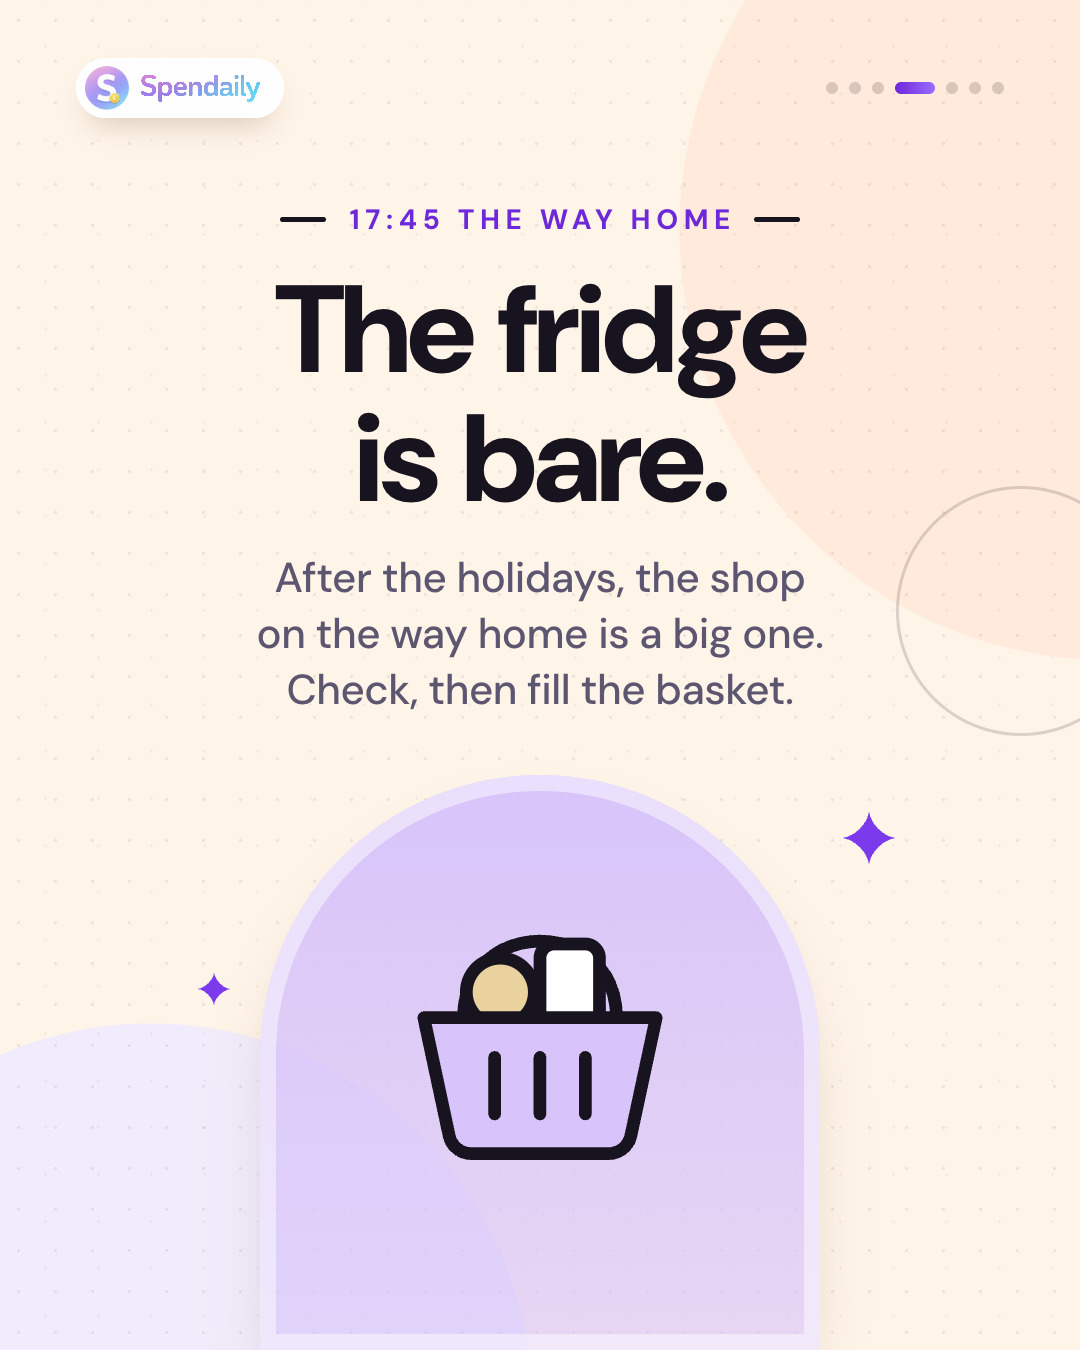 Spendaily
17:45 THE WAY HOME
The fridge
is bare.
After the holidays, the shop
on the way home is a big one.
Check, then fill the basket.